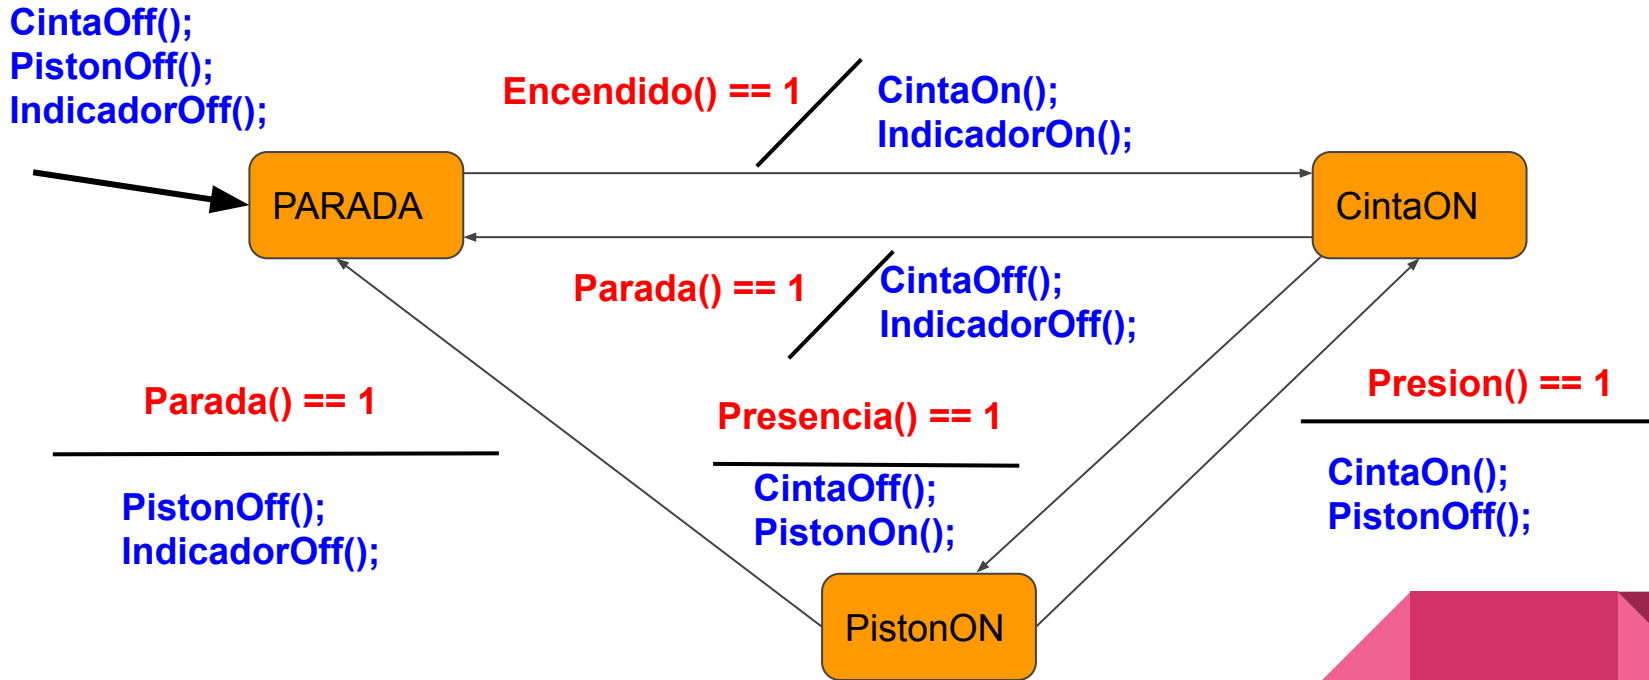 CintaOff();
PistonOff();
IndicadorOff();
Encendido() == 1
CintaOn();
IndicadorOn();
PARADA
CintaON
Parada() == 1
CintaOff();
IndicadorOff();
Parada() == 1
PistonOff();
IndicadorOff();
Presencia() == 1
CintaOff();
PistonOn();
Presion() == 1
CintaOn();
PistonOff();
PistonON